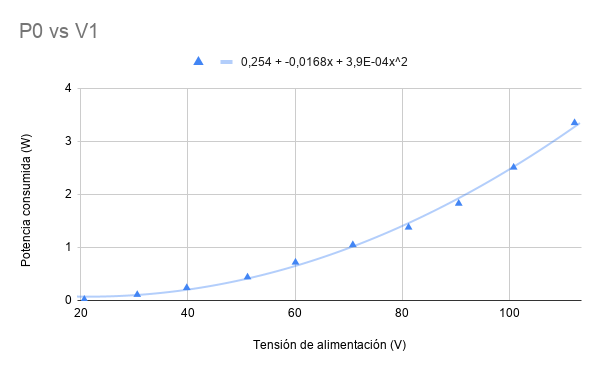 P0 vs V1
0,254 + -0,0168x + 3,9E-04x^2
4
3
2
1
0
Potencia consumida (W)
20 40 60 80 100
Tensión de alimentación (V)